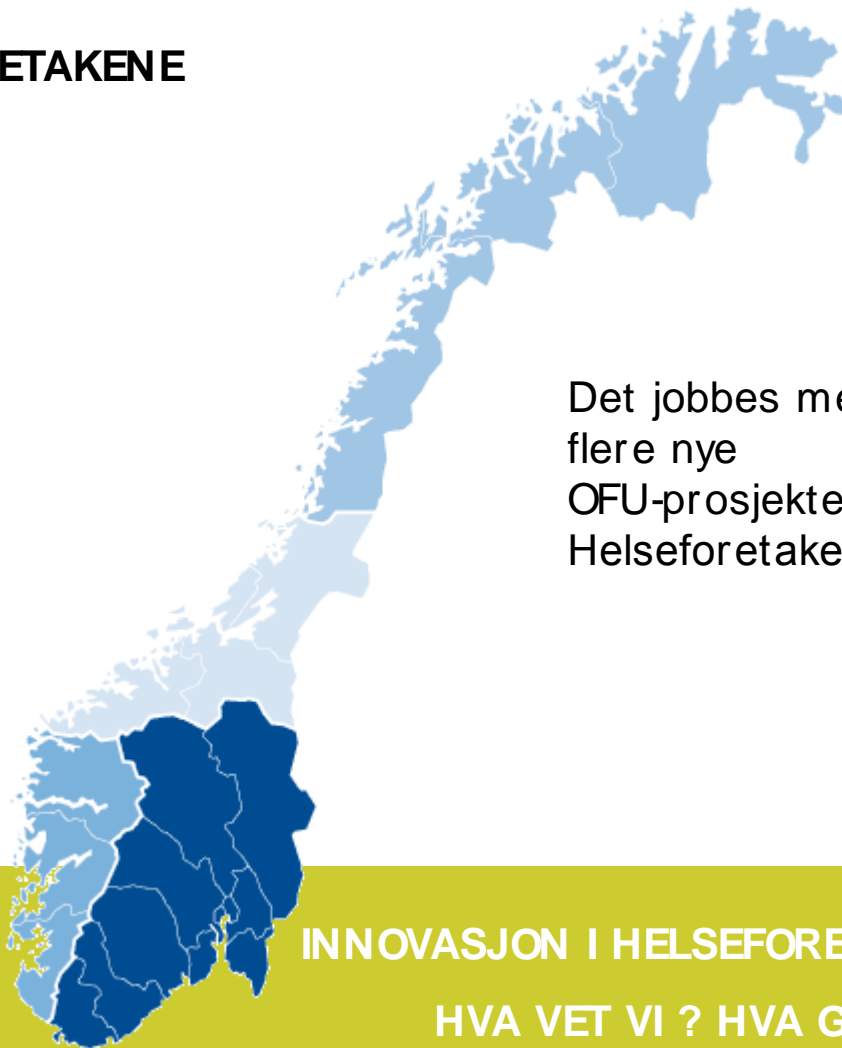 ETAKENE
Det jobbes me
flere nye
OFU-prosjekte
Helseforetake
INNOVASJON I HELSEFORE
HVA VET VI ? HVA G